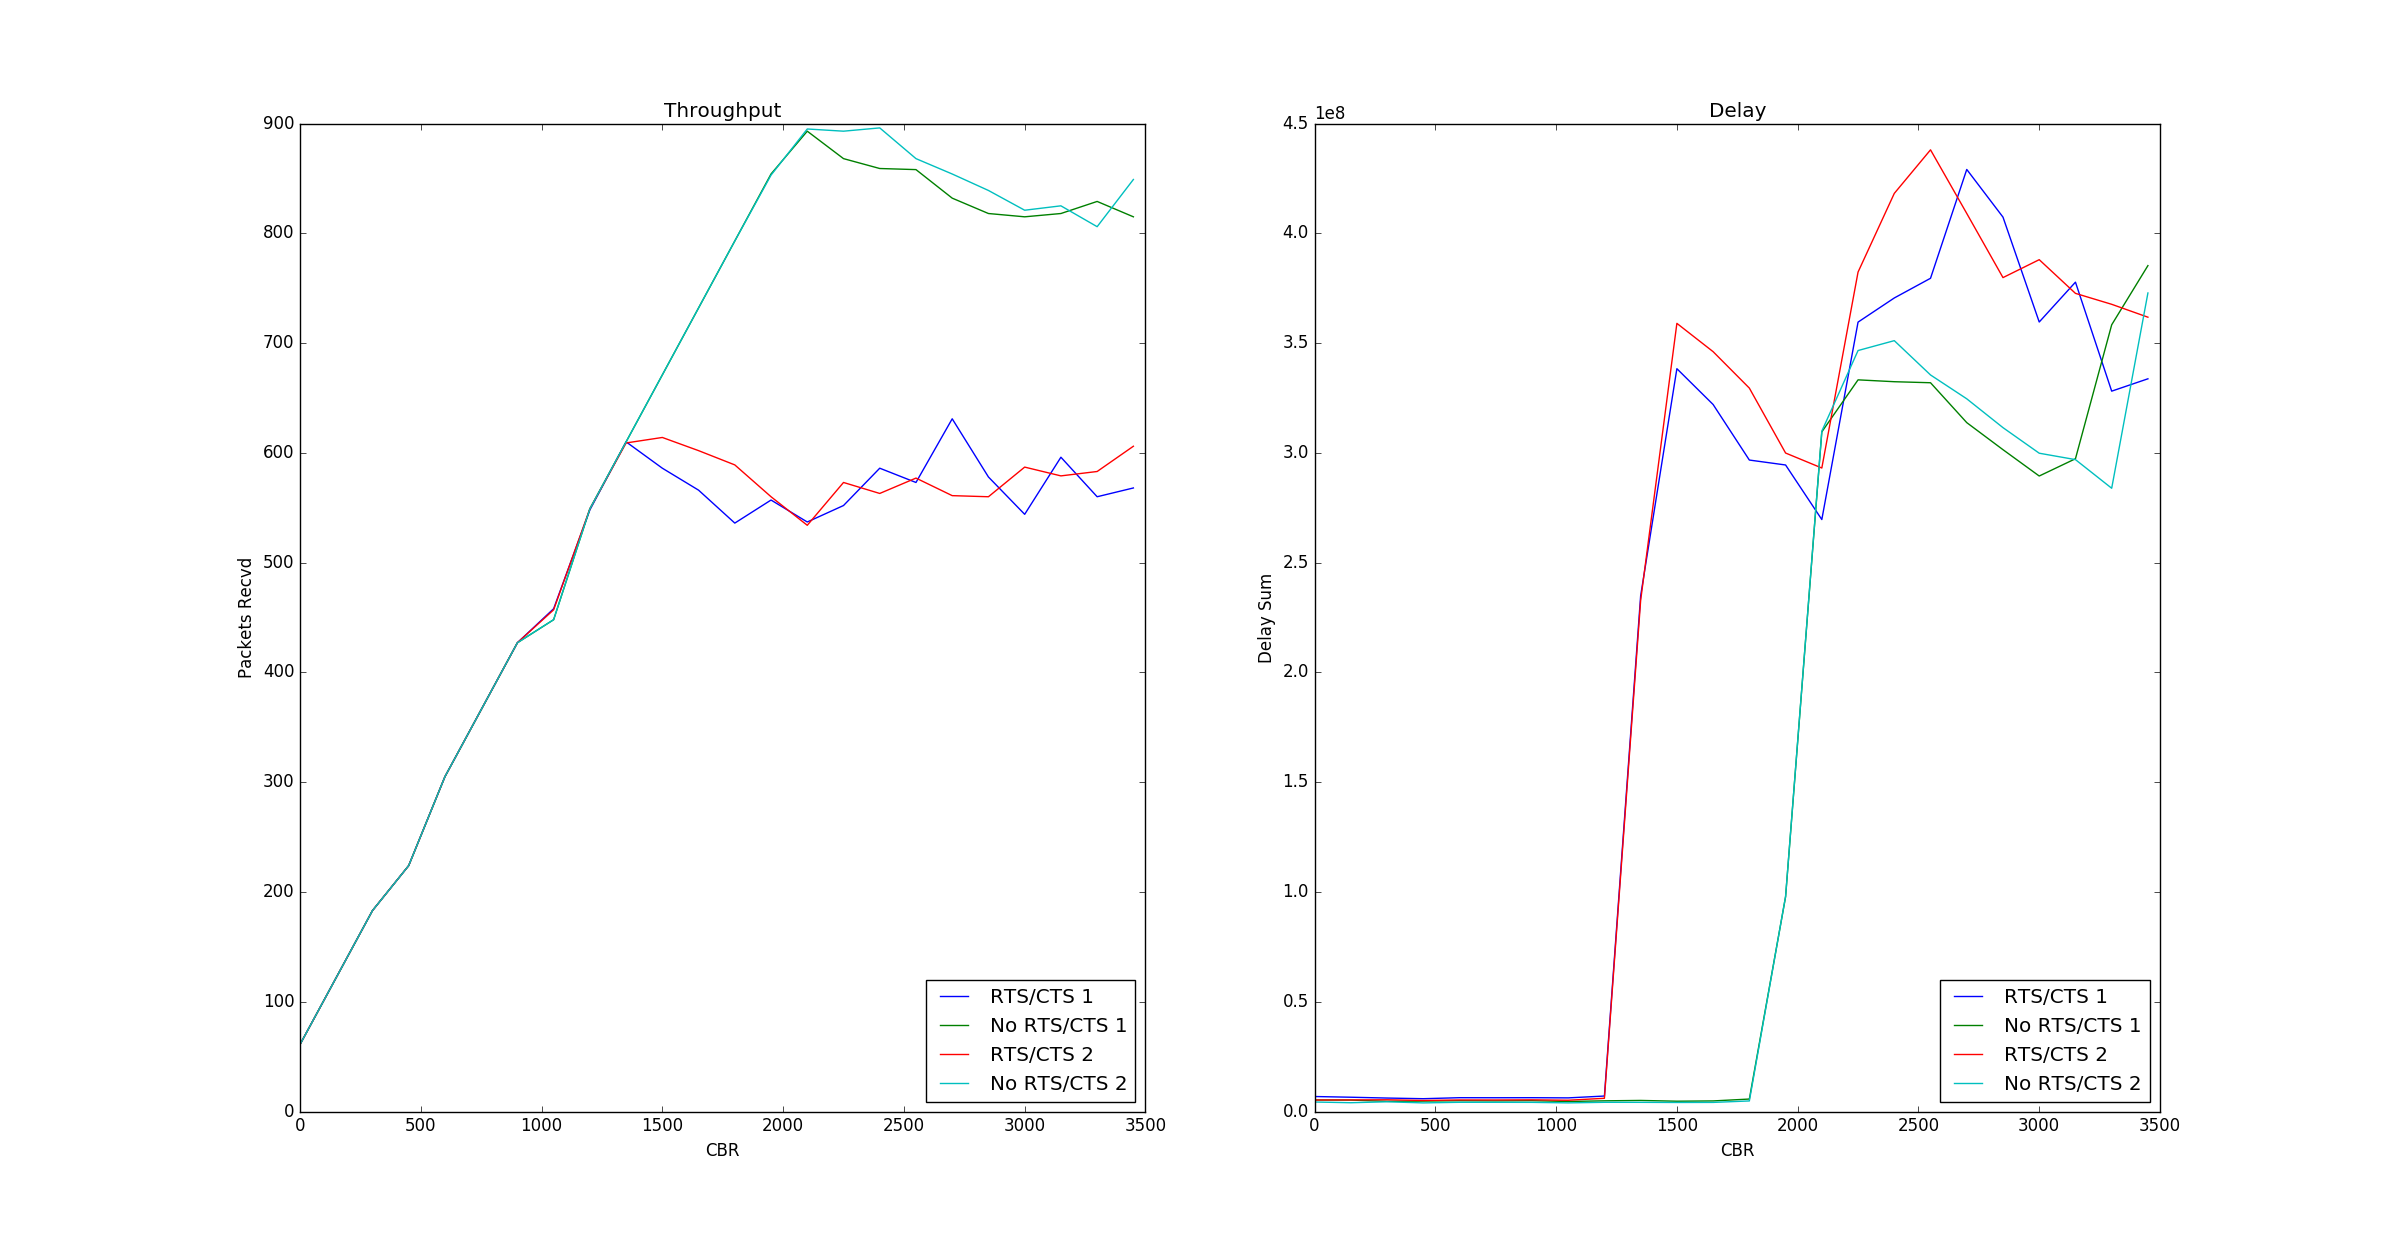 Throughput
900
800
700
600
500
400
300
200
100
0
Packets Recvd
0 500 1000 1500 2000 2500 3000 3500
CBR
RTS/CTS 1
No RTS/CTS 1
RTS/CTS 2
No RTS/CTS 2
Delay
1e8
4.5
4.0
3.5
3.0
2.5
2.0
1.5
1.0
0.5
0.0
Delay Sum
0 500 1000 1500 2000 2500 3000 3500
CBR
RTS/CTS 1
No RTS/CTS 1
RTS/CTS 2
No RTS/CTS 2